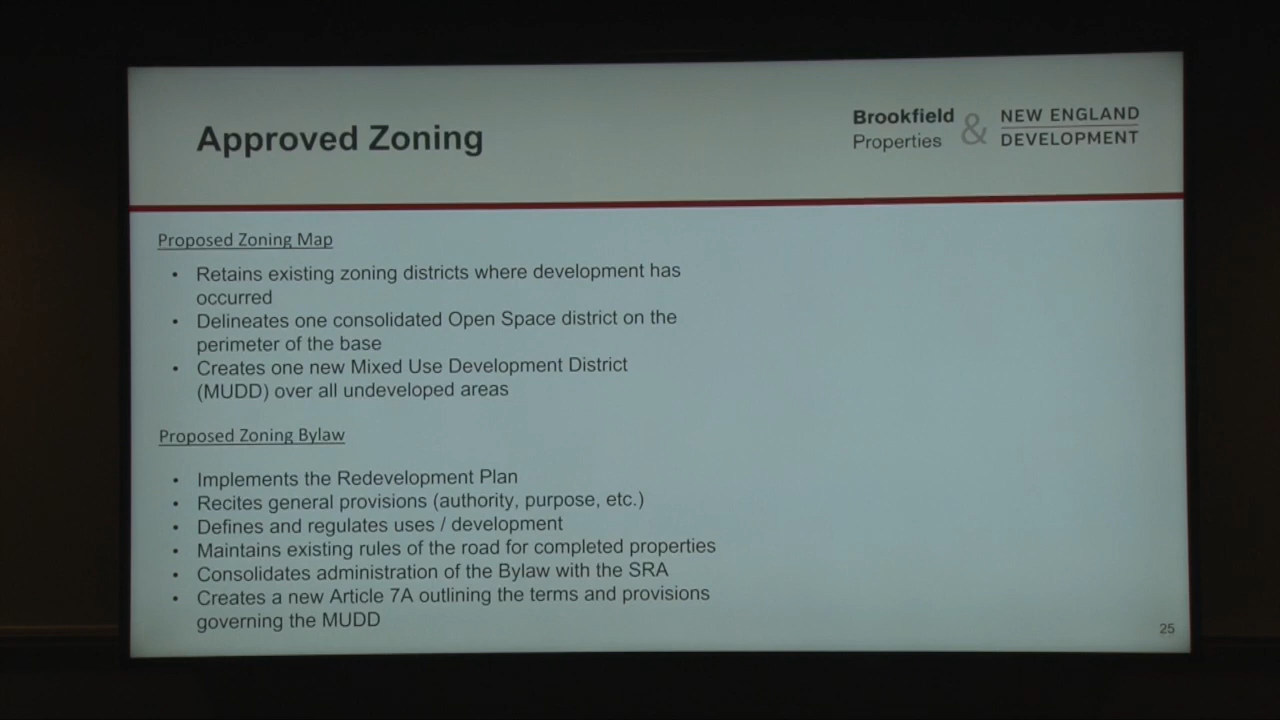 Approved Zoning
Brookfield
Properties
&
NEW ENGLAND
DEVELOPMENT
Proposed Zoning Map
• Retains existing zoning districts where development has
occurred
• Delineates one consolidated Open Space district on the
perimeter of the base
• Creates one new Mixed Use Development District
(MUDD) over all undeveloped areas
Proposed Zoning Bylaw
• Implements the Redevelopment Plan
• Recites general provisions (authority, purpose, etc.)
• Defines and regulates uses / development
• Maintains existing rules of the road for completed properties
• Consolidates administration of the Bylaw with the SRA
• Creates a new Article 7A outlining the terms and provisions
governing the MUDD
25